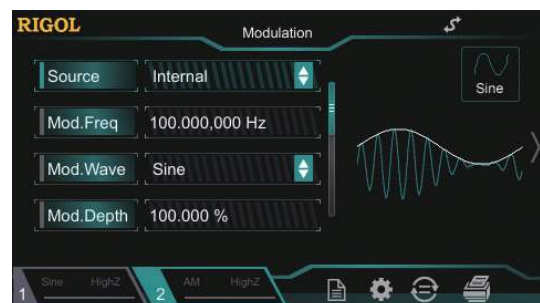 RIGOL
Modulation
Source Internal
Sine
Mod.Freq 100.000,000 Hz
Mod.Wave Sine
Mod.Depth 100.000 %
1 Sine HighZ 2 AM HighZ